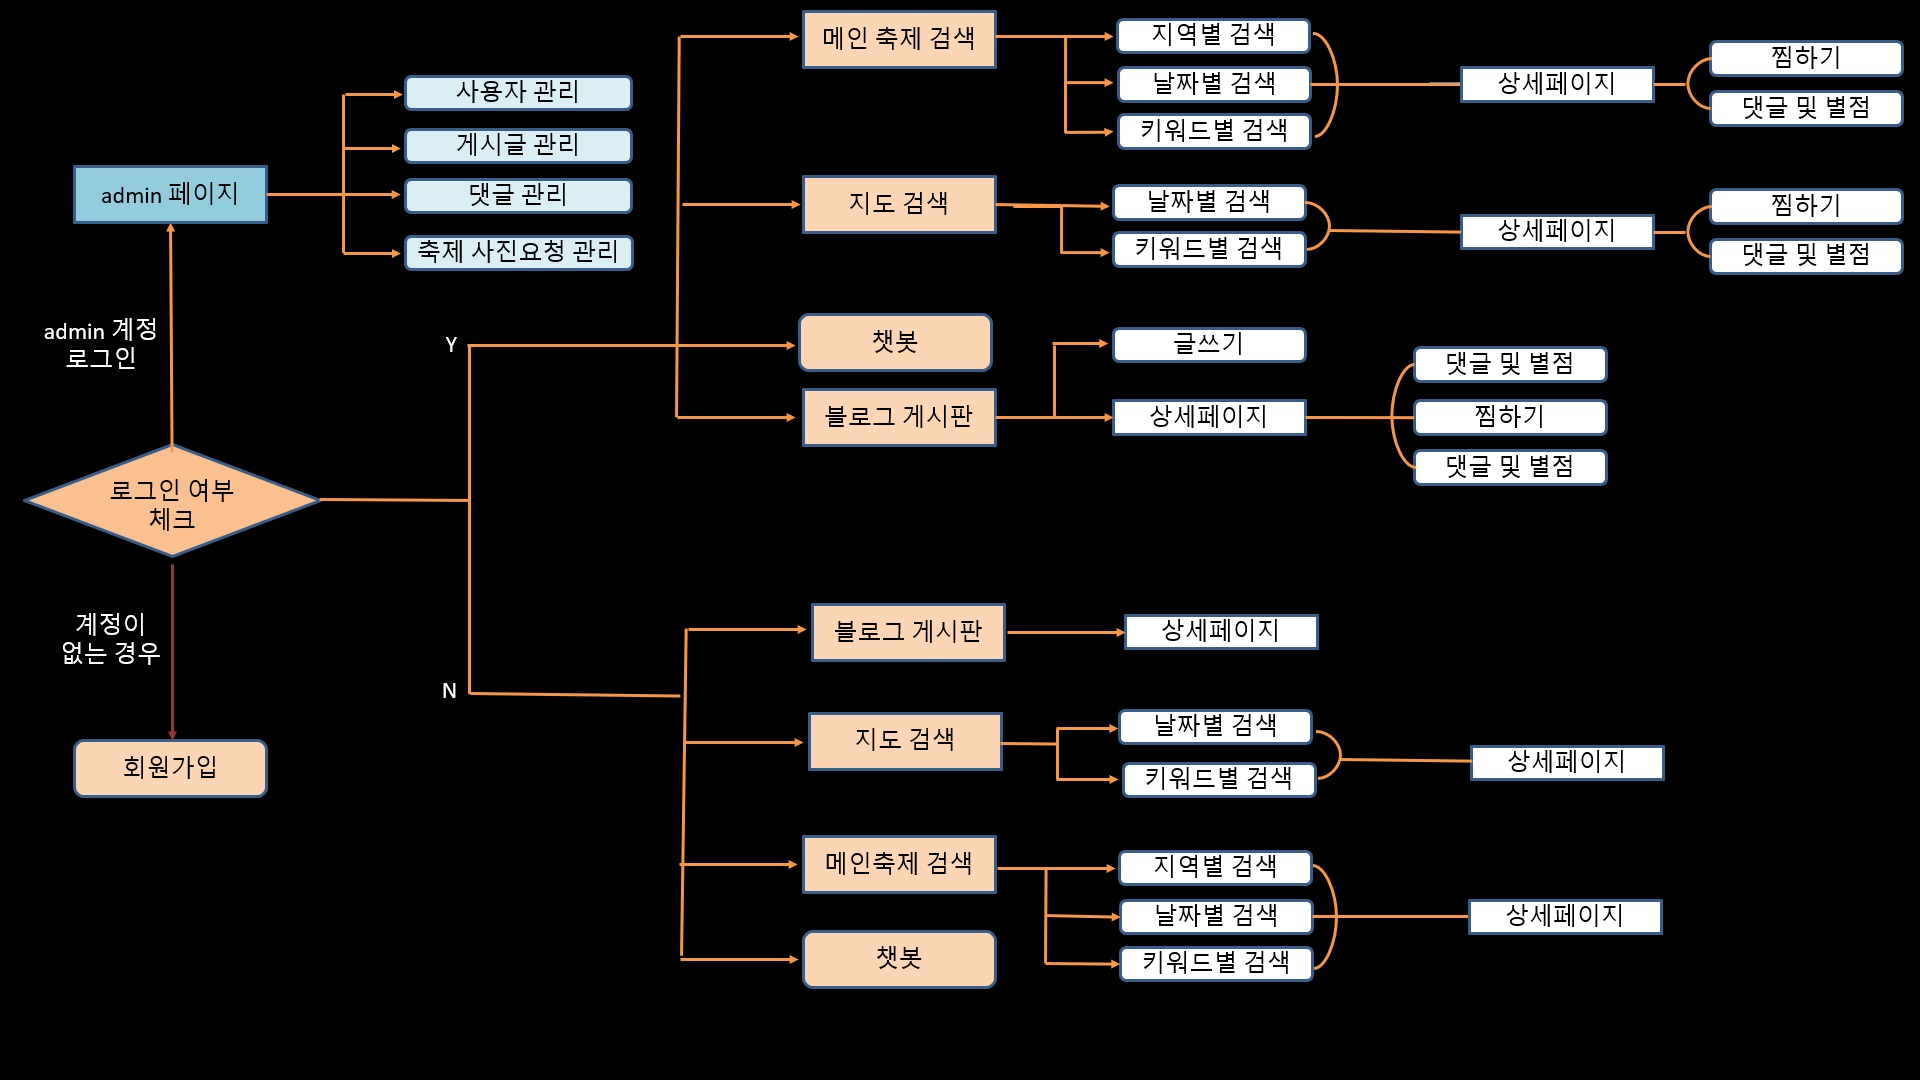 메인 축제 검색
지역별 검색
날짜별 검색
키워드별 검색
상세페이지
찜하기
댓글 및 별점
사용자 관리
게시글 관리
댓글 관리
축제 사진요청 관리
admin 페이지
지도 검색
날짜별 검색
키워드별 검색
상세페이지
찜하기
댓글 및 별점
admin 계정
로그인
Y
챗봇
글쓰기
블로그 게시판
상세페이지
댓글 및 별점
찜하기
댓글 및 별점
로그인 여부
체크
계정이
없는 경우
회원가입
N
블로그 게시판
상세페이지
지도 검색
날짜별 검색
키워드별 검색
상세페이지
메인축제 검색
지역별 검색
날짜별 검색
키워드별 검색
상세페이지
챗봇